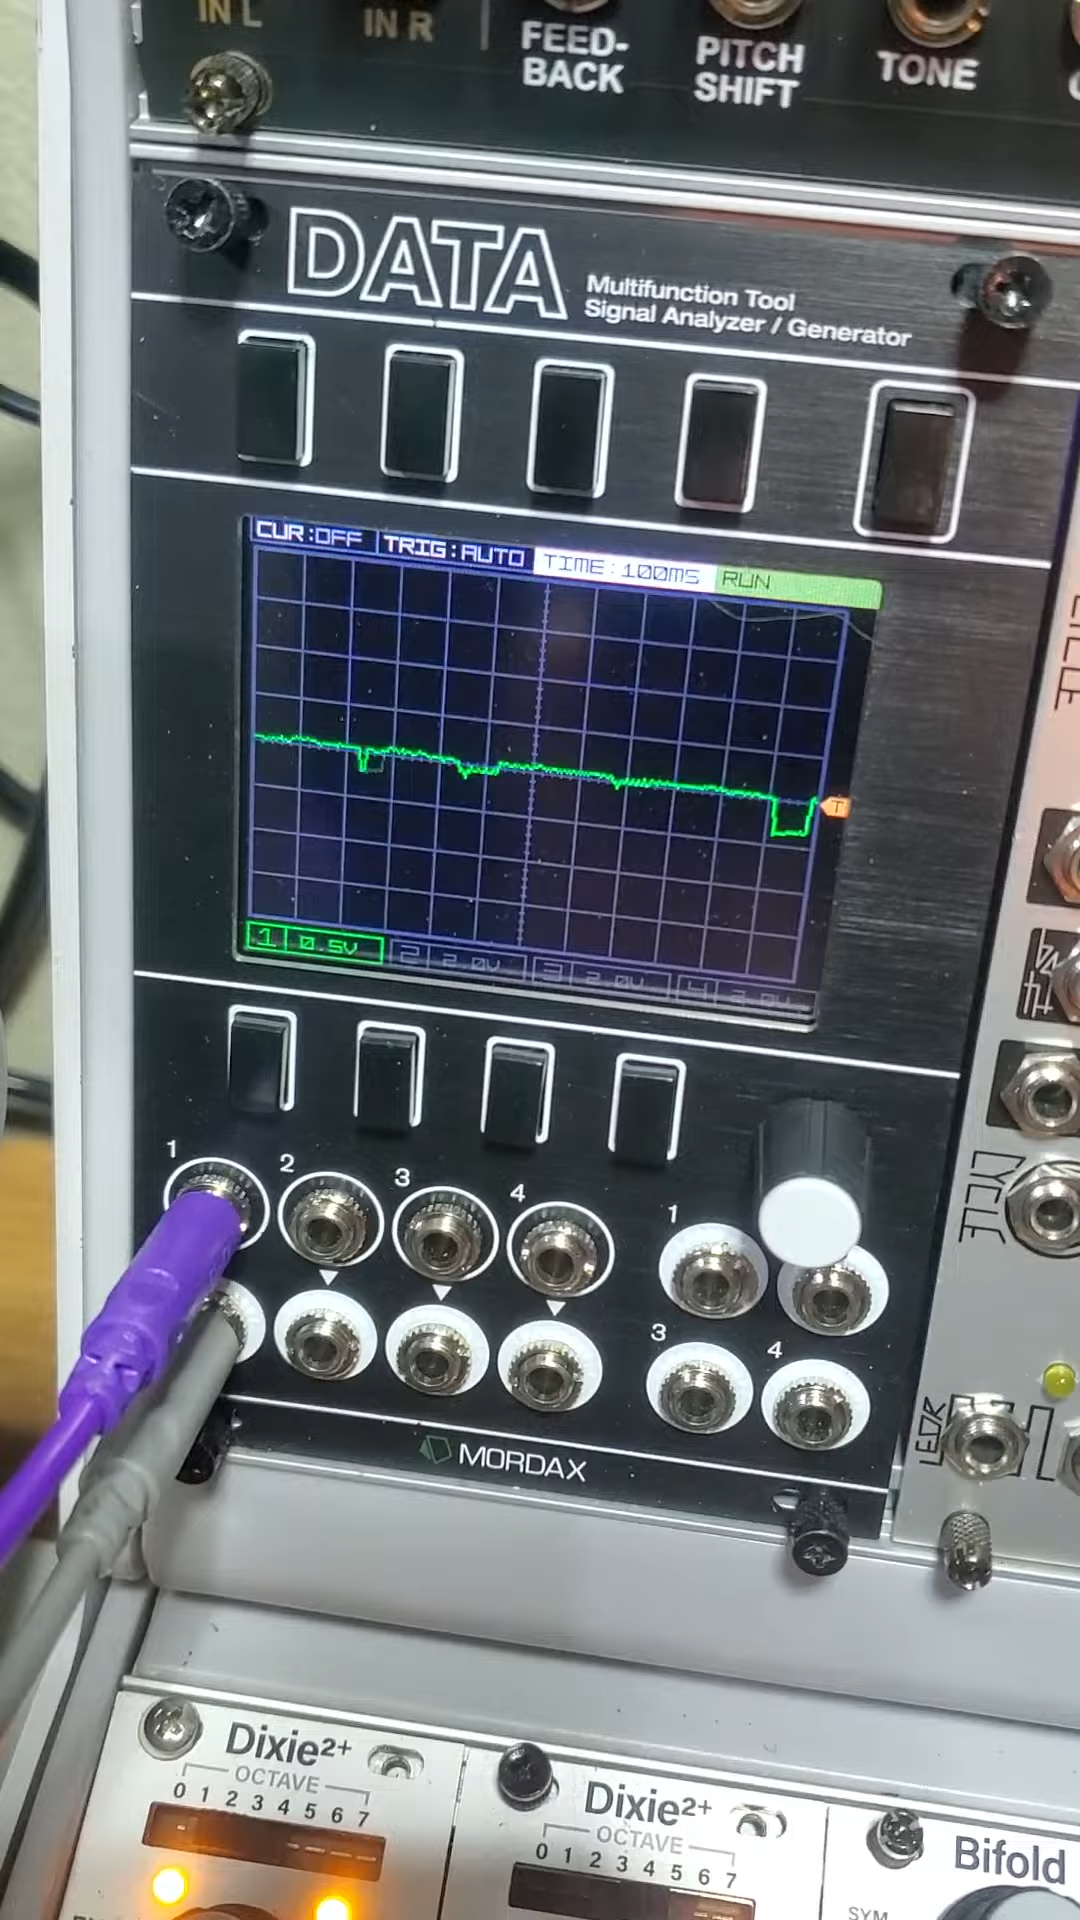 IN L
IN R
FEED-
BACK
PITCH
SHIFT
TONE
DATA
Multifunction Tool
Signal Analyzer / Generator
CUR:OFF
TRIG:AUTO
TIME:100MS
RUN
T
1 0.5V
2 2.0V
3 2.0V
4 2.0V
1
2
3
4
1
3
4
CYCLE
MORDAX
Dixie2+
OCTAVE
0 1 2 3 4 5 6 7
Dixie2+
OCTAVE
0 1 2 3 4 5 6 7
Bifold
SYM